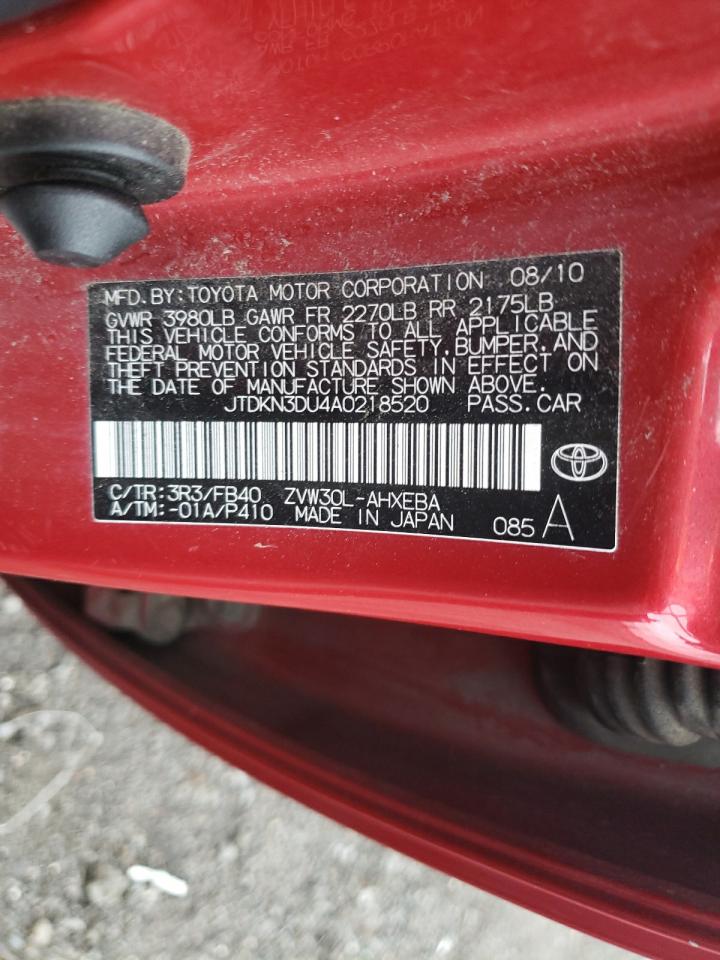 MFD. BY: TOYOTA MOTOR CORPORATION 08/10
GVWR 3980LB GAWR FR 2270LB RR 2175LB
THIS VEHICLE CONFORMS TO ALL APPLICABLE
FEDERAL MOTOR VEHICLE SAFETY, BUMPER, AND
THEFT PREVENTION STANDARDS IN EFFECT ON
THE DATE OF MANUFACTURE SHOWN ABOVE.
JTDKN3DU4A0218520 PASS. CAR
C/TR: 3R3/FB40 ZVW30L-AHXEBA
A/TM: -01A/P410 MADE IN JAPAN 085 A